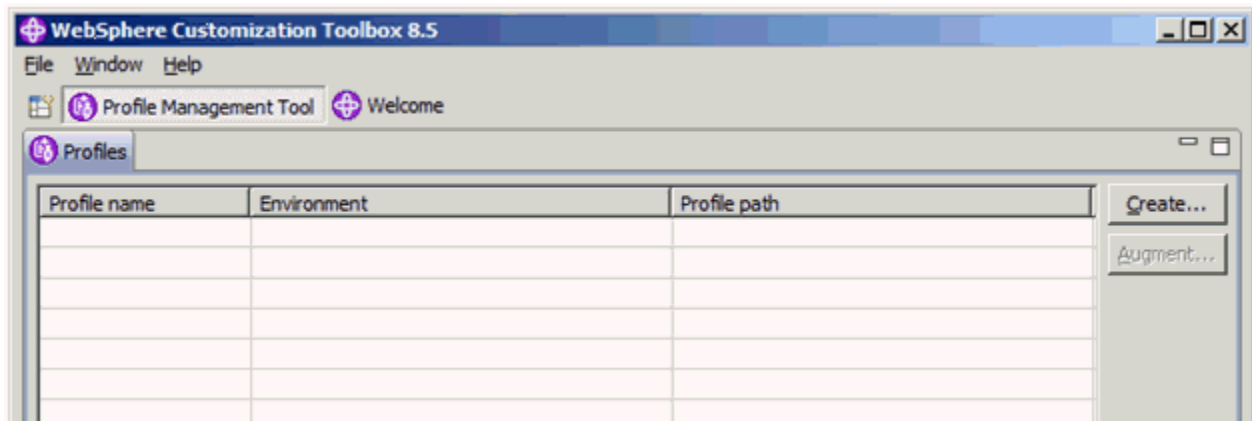 WebSphere Customization Toolbox 8.5
File Window Help
Profile Management Tool Welcome
Profiles
Profile name Environment Profile path Create...
Augment...